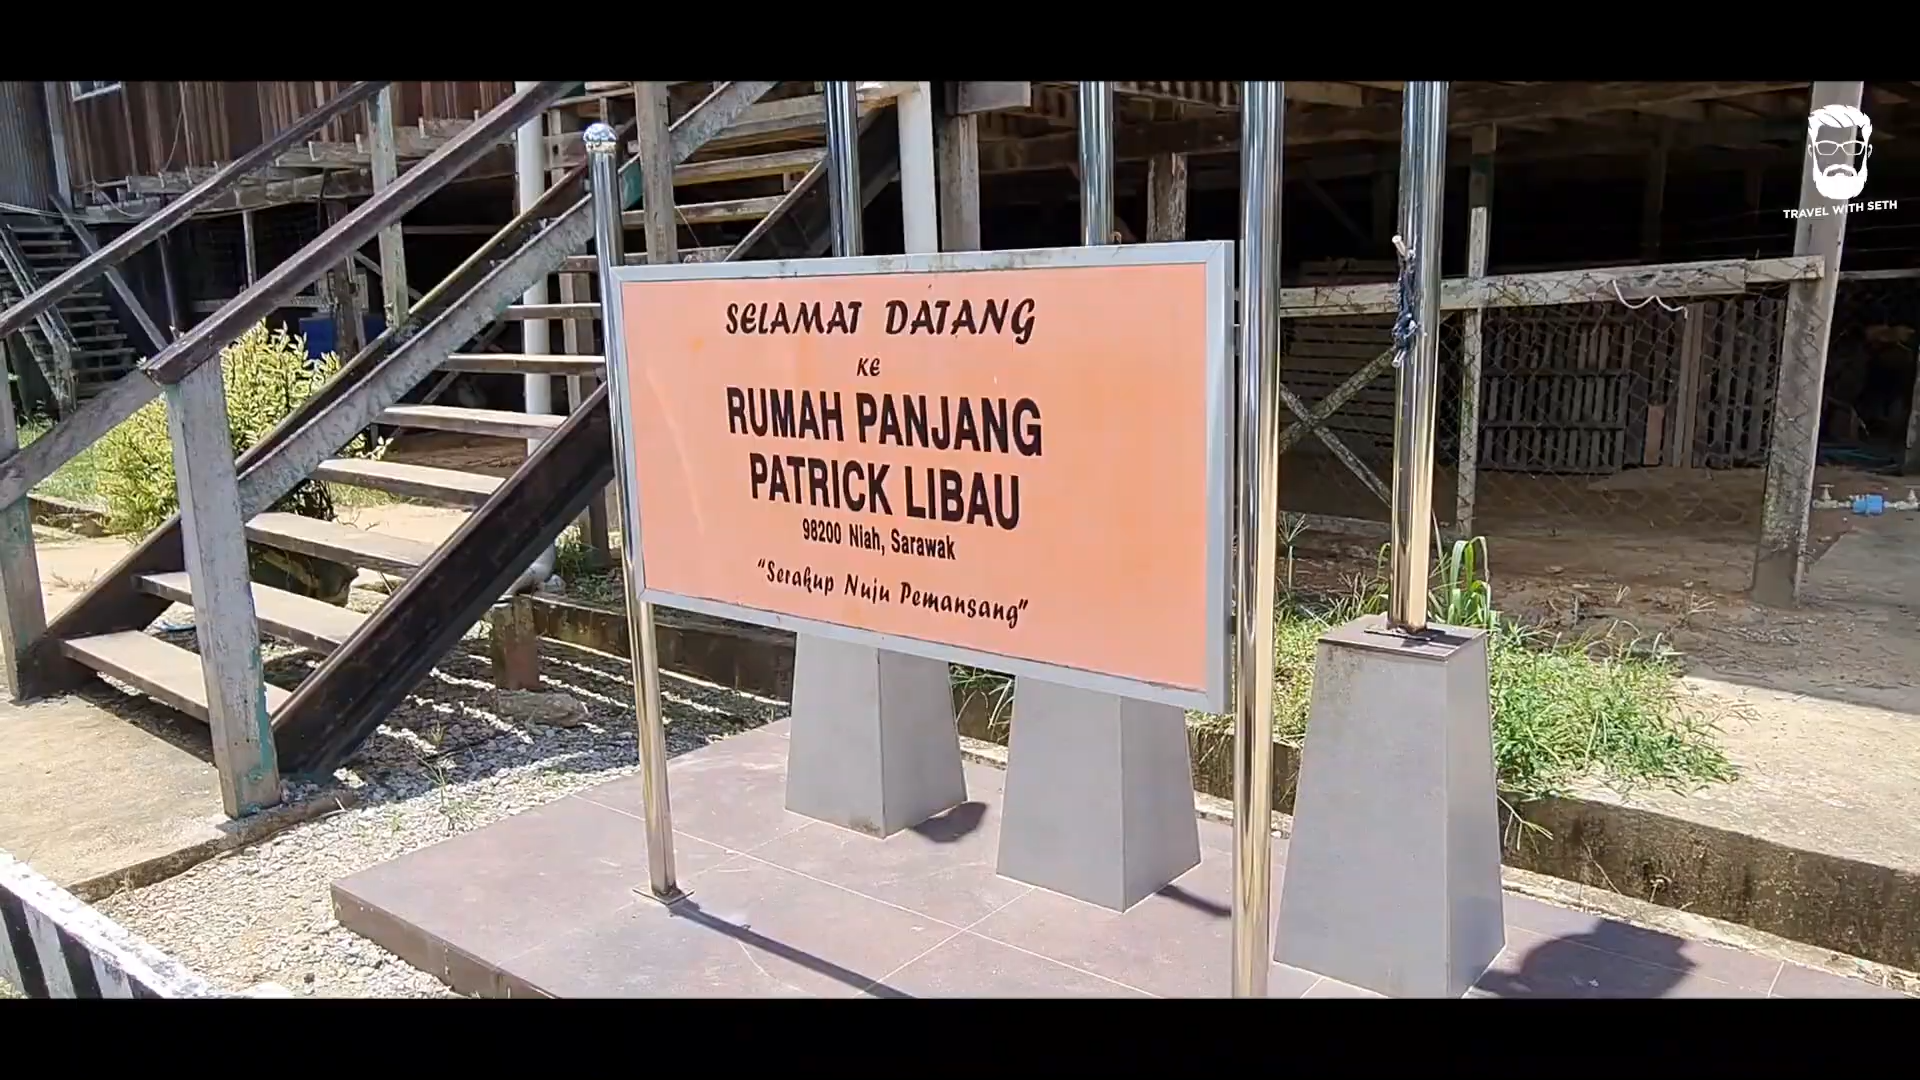 SELAMAT DATANG
KE
RUMAH PANJANG
PATRICK LIBAU
98200 Niah, Sarawak
"Serakup Nuju Pemansang"
TRAVEL WITH SETH